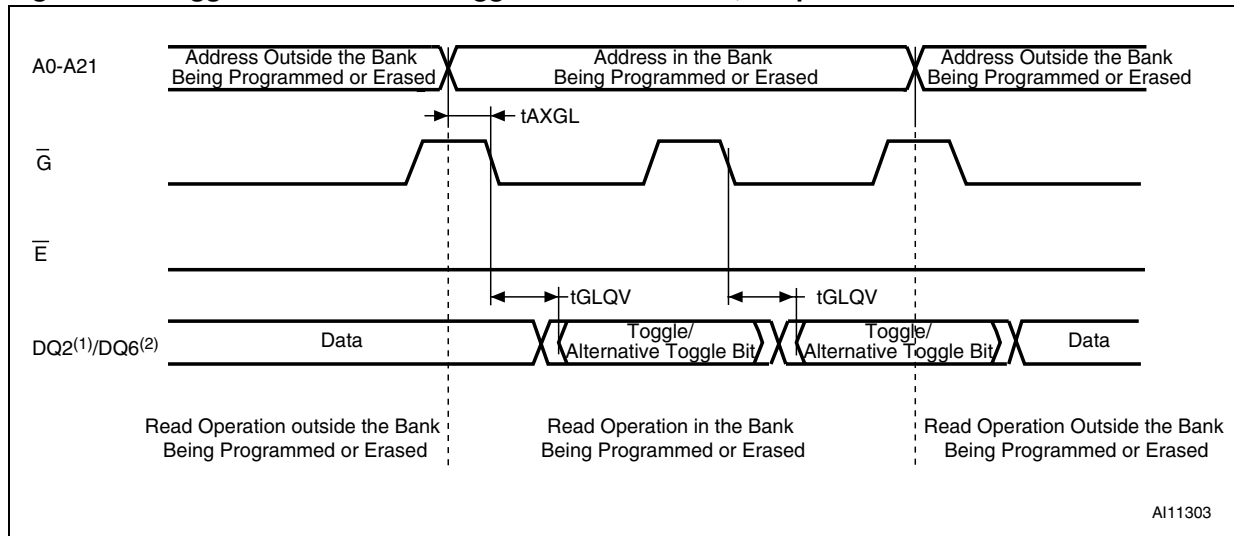 A0-A21
Address Outside the Bank
Being Programmed or Erased
Address in the Bank
Being Programmed or Erased
Address Outside the Bank
Being Programmed or Erased
tAXGL
G
E
tGLQV
tGLQV
DQ2(1)/DQ6(2)
Data
Toggle/
Alternative Toggle Bit
Toggle/
Alternative Toggle Bit
Data
Read Operation outside the Bank
Being Programmed or Erased
Read Operation in the Bank
Being Programmed or Erased
Read Operation Outside the Bank
Being Programmed or Erased
AI11303